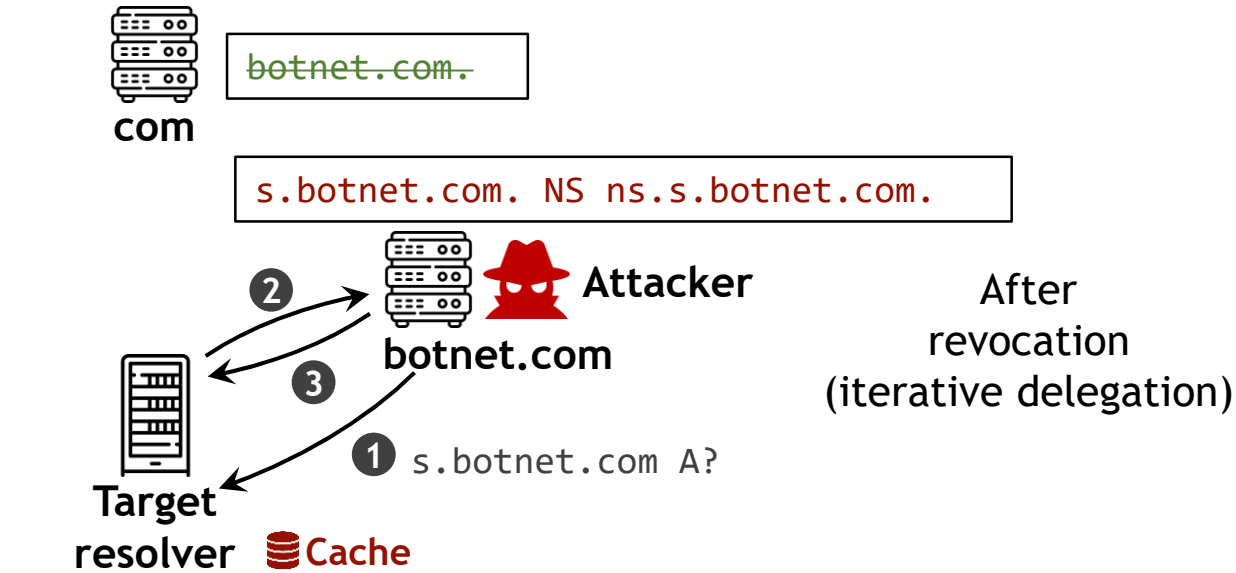 botnet.com.
com
s.botnet.com. NS ns.s.botnet.com.
2
Attacker
After
revocation
(iterative delegation)
botnet.com
3
1 s.botnet.com A?
Target
resolver
Cache